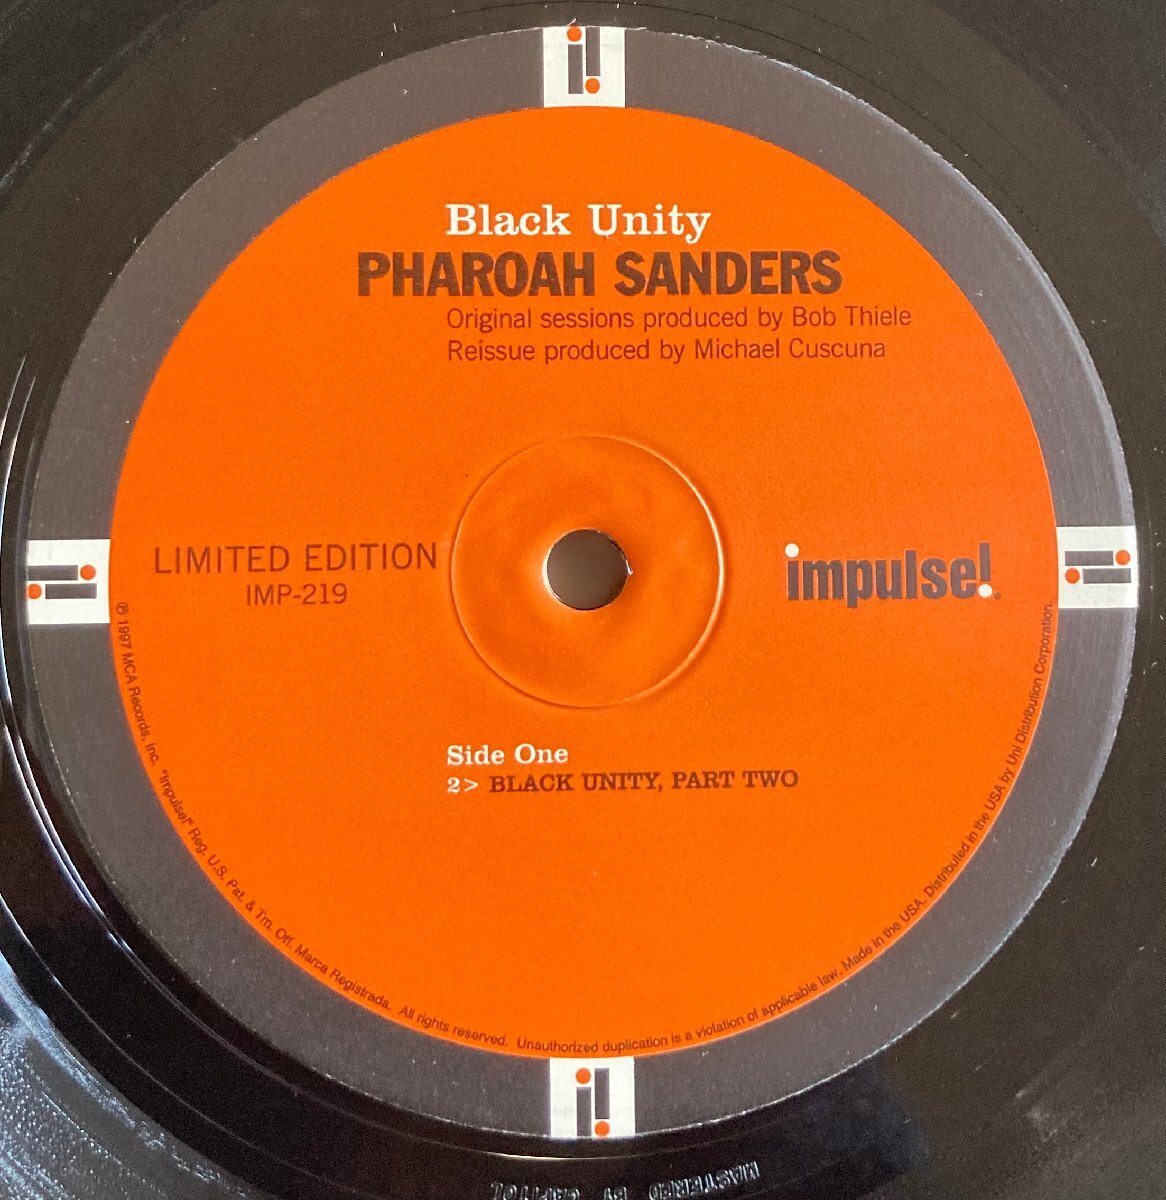 Black Unity
PHAROAH SANDERS
Original sessions produced by Bob Thiele
Reissue produced by Michael Cuscuna
LIMITED EDITION
IMP-219
impulse!®
Side One
2> BLACK UNITY, PART TWO
℗ 1997 MCA Records, Inc. "Impulse!" Reg. U.S. Pat. & Tm. Off. Marca Registrada. All rights reserved. Unauthorized duplication is a violation of applicable law. Made in the USA. Distributed in the USA by Uni Distribution Corporation.
MASTERED BY CAPITOL